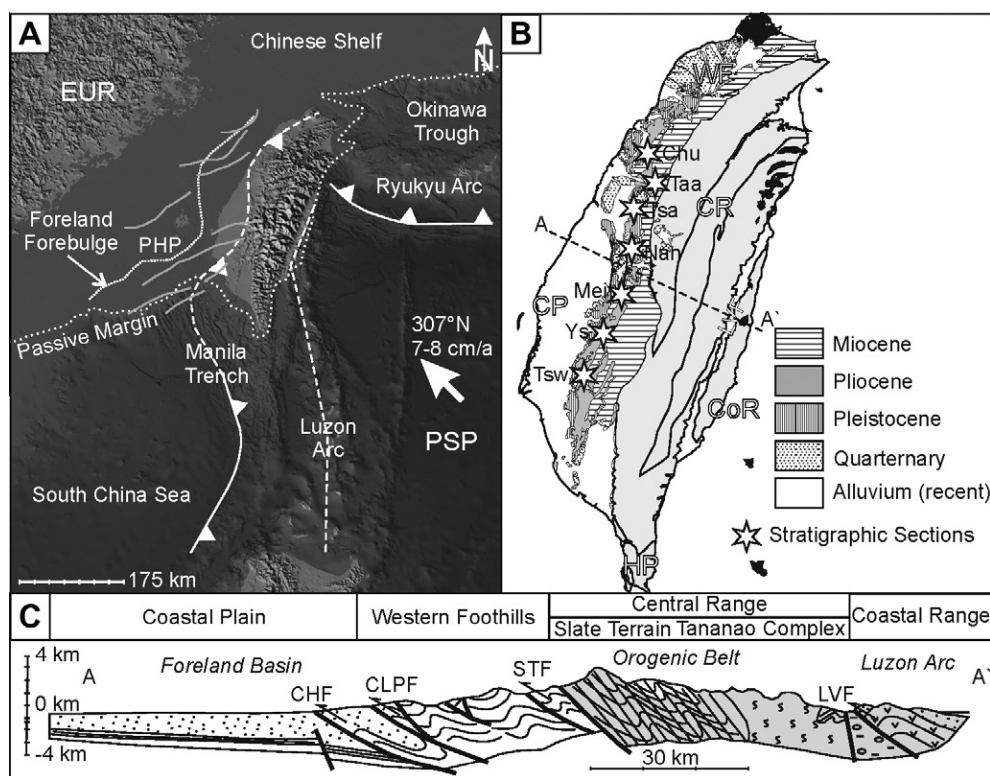 A
Chinese Shelf
N
EUR
Okinawa
Trough
Ryukyu Arc
Foreland
Forebulge
PHP
Passive Margin
Manila
Trench
307°N
7-8 cm/a
Luzon
Arc
PSP
South China Sea
175 km
B
WF
Chu
Taa
Tsa
CR
A
Nan
Mei
CP
Ys
A`
Tsw
CoR
HP
Miocene
Pliocene
Pleistocene
Quarternary
Alluvium (recent)
Stratigraphic Sections
C
Coastal Plain
Western Foothills
Central Range
Slate Terrain Tananao Complex
Coastal Range
4 km
0 km
-4 km
A
Foreland Basin
CHF
CLPF
STF
Orogenic Belt
LVF
Luzon Arc
A`
30 km